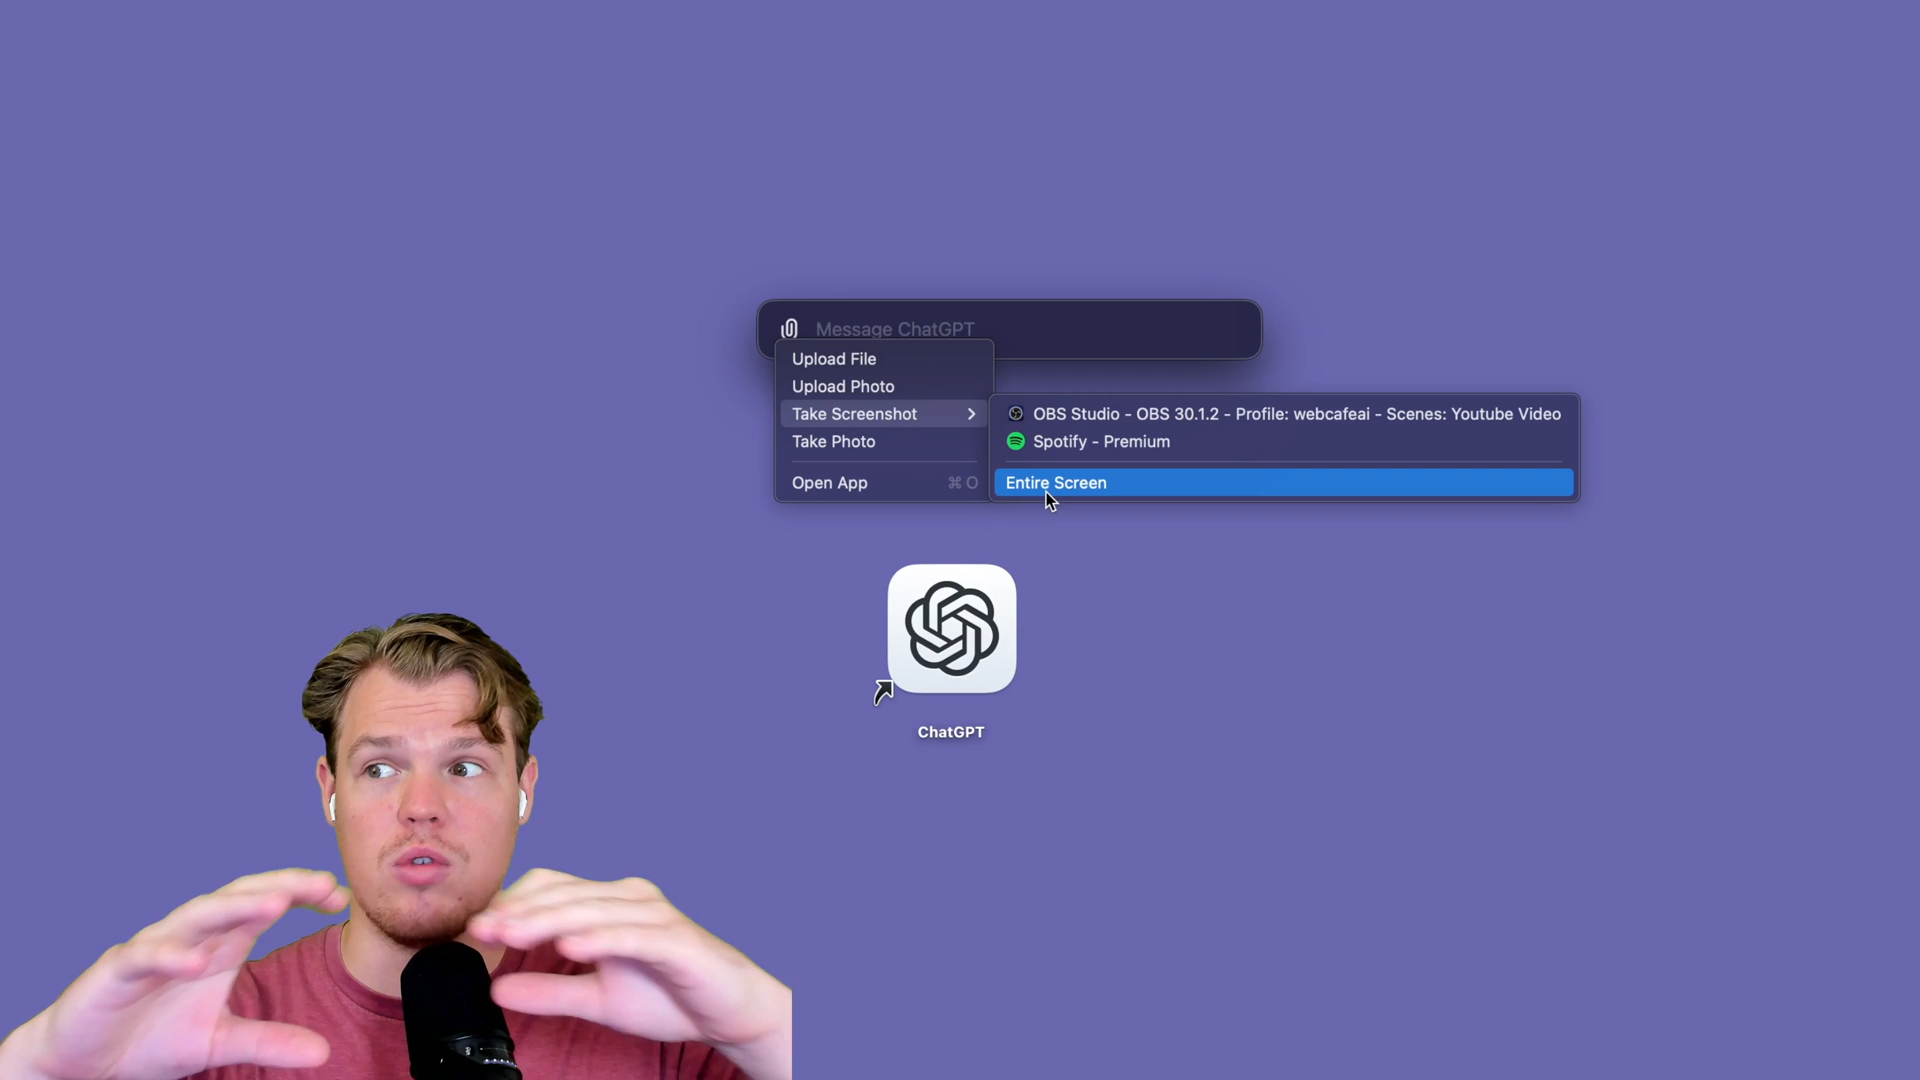 Message ChatGPT
Upload File
Upload Photo
Take Screenshot
Take Photo
Open App ⌘ O
OBS Studio - OBS 30.1.2 - Profile: webcafeai - Scenes: Youtube Video
Spotify - Premium
Entire Screen
ChatGPT